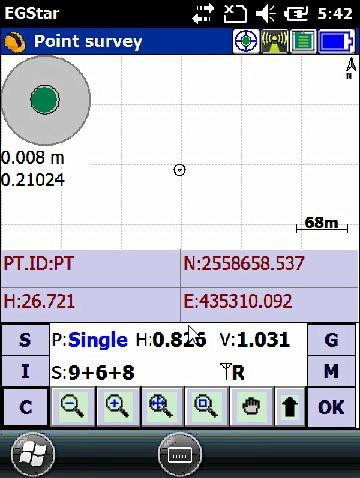 EGStar 5:42
Point survey
N
0.008 m
0.21024
68m
PT.ID:PT N:2558658.537
H:26.721 E:435310.092
S P:Single H:0.826 V:1.031 G
I S:9+6+8 R M
C OK